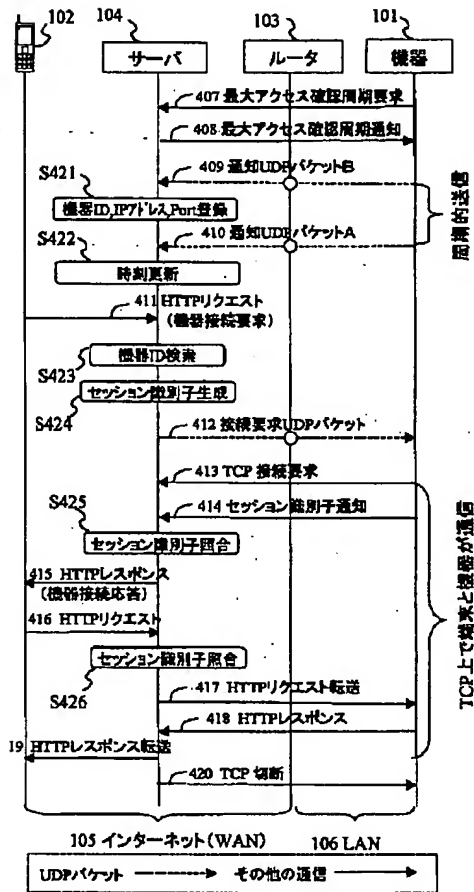 102
104
103
101
サーバ
ルータ
機器
407 最大アクセス確認周期要求
408 最大アクセス確認周期通知
409 通知UDPパケットB
S421
機器ID,IPアドレス,Port登録
410 通知UDPパケットA
周期的送信
S422
時刻更新
411 HTTPリクエスト
(機器接続要求)
機器ID検索
S423
セッション識別子生成
S424
412 接続要求UDPパケット
413 TCP 接続要求
414 セッション識別子通知
S425
セッション識別子照合
415 HTTPレスポンス
(機器接続応答)
416 HTTPリクエスト
セッション識別子照合
S426
417 HTTPリクエスト転送
418 HTTPレスポンス
19 HTTPレスポンス転送
420 TCP 切断
TCP上で端末と機器が通信
105 インターネット(WAN)
106 LAN
UDPパケット
その他の通信